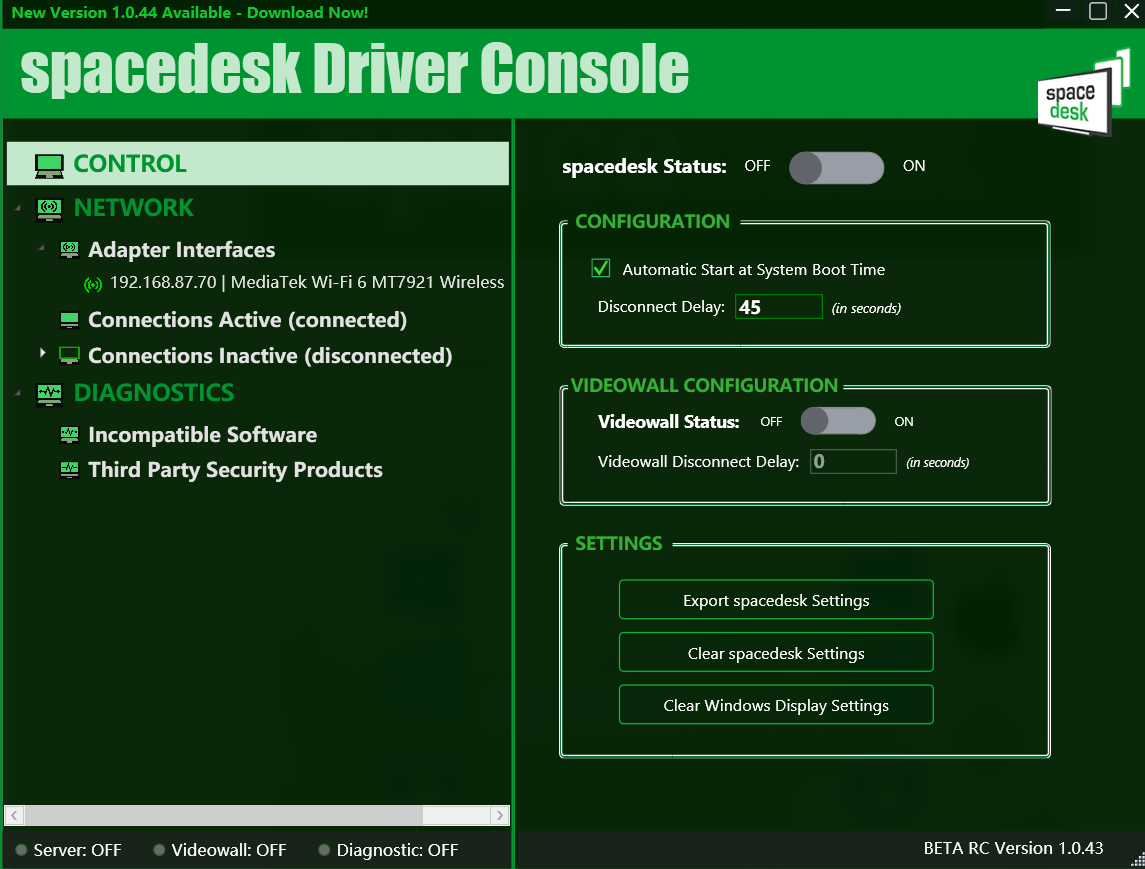 New Version 1.0.44 Available - Download Now!
spacedesk Driver Console
space
desk
CONTROL
NETWORK
Adapter Interfaces
192.168.87.70 | MediaTek Wi-Fi 6 MT7921 Wireless
Connections Active (connected)
Connections Inactive (disconnected)
DIAGNOSTICS
Incompatible Software
Third Party Security Products
Server: OFF Videowall: OFF Diagnostic: OFF
spacedesk Status: OFF ON
CONFIGURATION
Automatic Start at System Boot Time
Disconnect Delay: 45 (in seconds)
VIDEOWALL CONFIGURATION
Videowall Status: OFF ON
Videowall Disconnect Delay: 0 (in seconds)
SETTINGS
Export spacedesk Settings
Clear spacedesk Settings
Clear Windows Display Settings
BETA RC Version 1.0.43